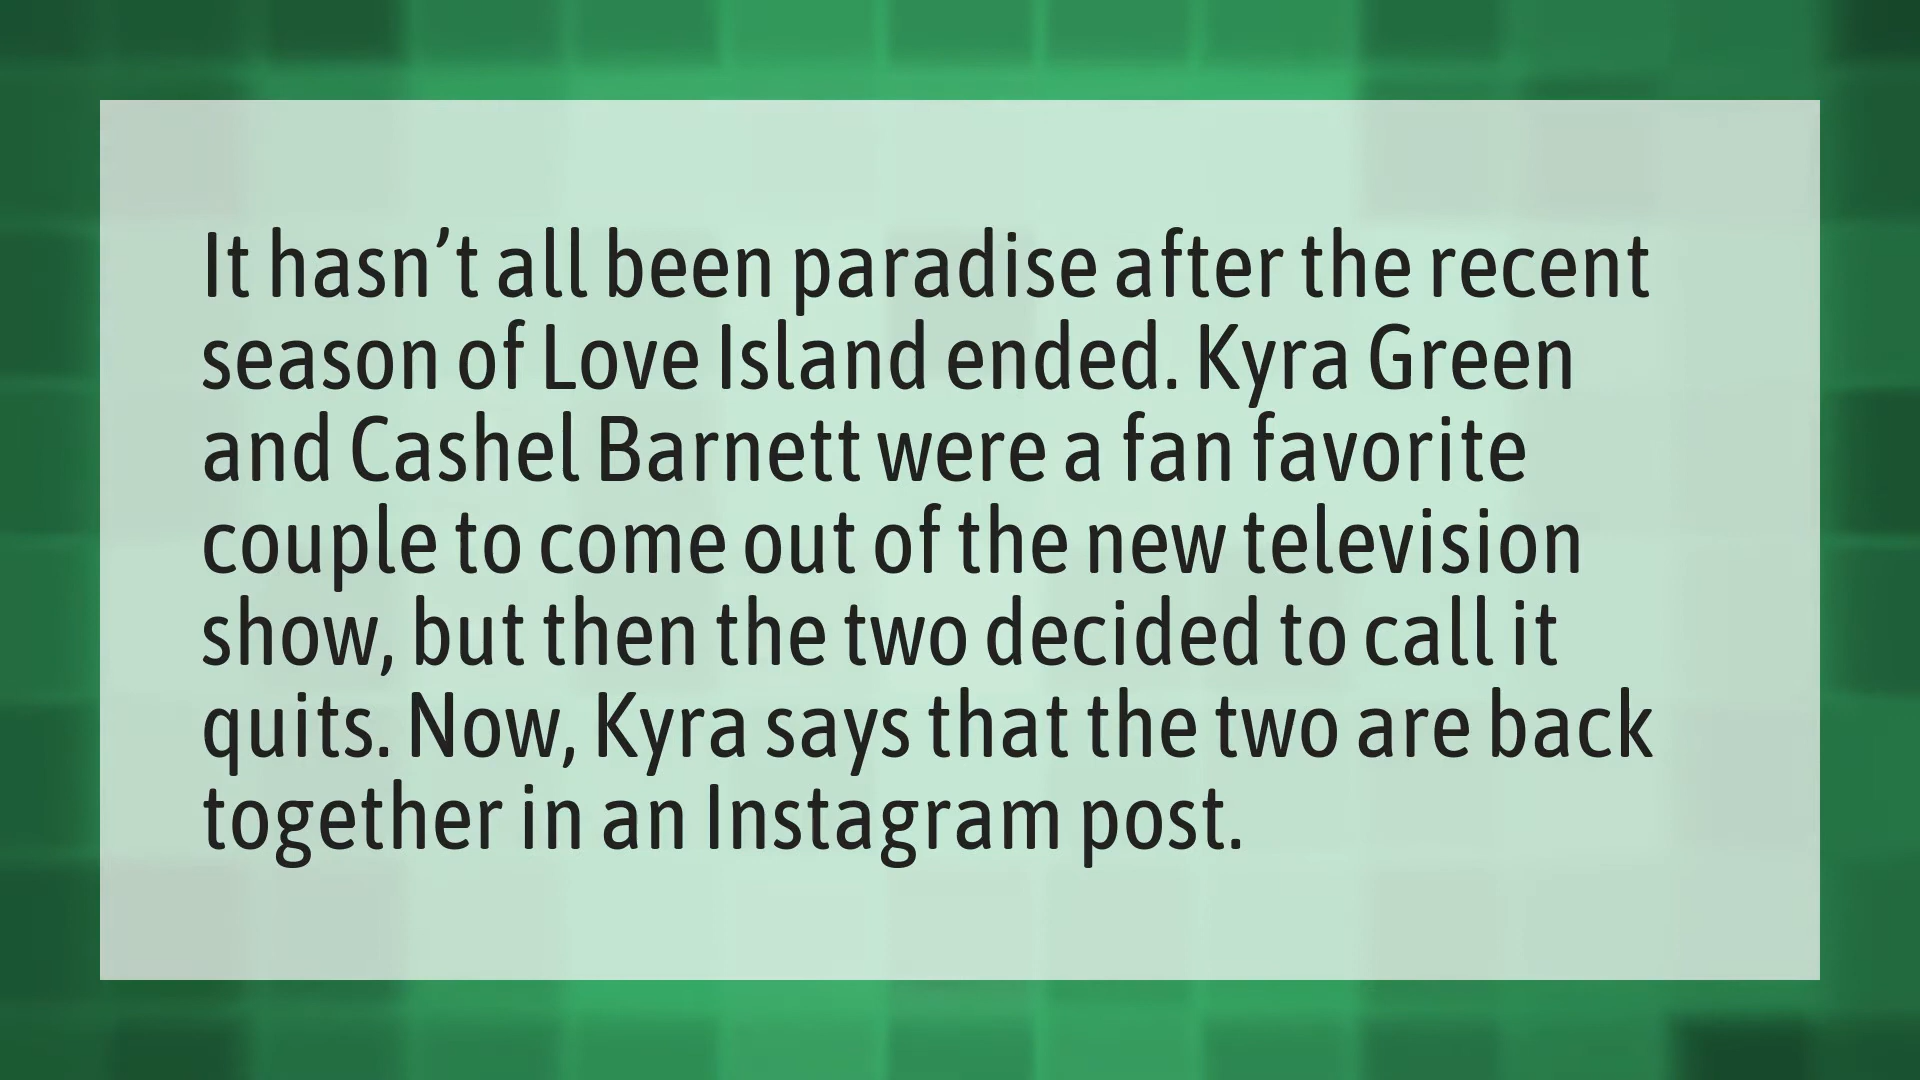 It hasn’t all been paradise after the recent
season of Love Island ended. Kyra Green
and Cashel Barnett were a fan favorite
couple to come out of the new television
show, but then the two decided to call it
quits. Now, Kyra says that the two are back
together in an Instagram post.